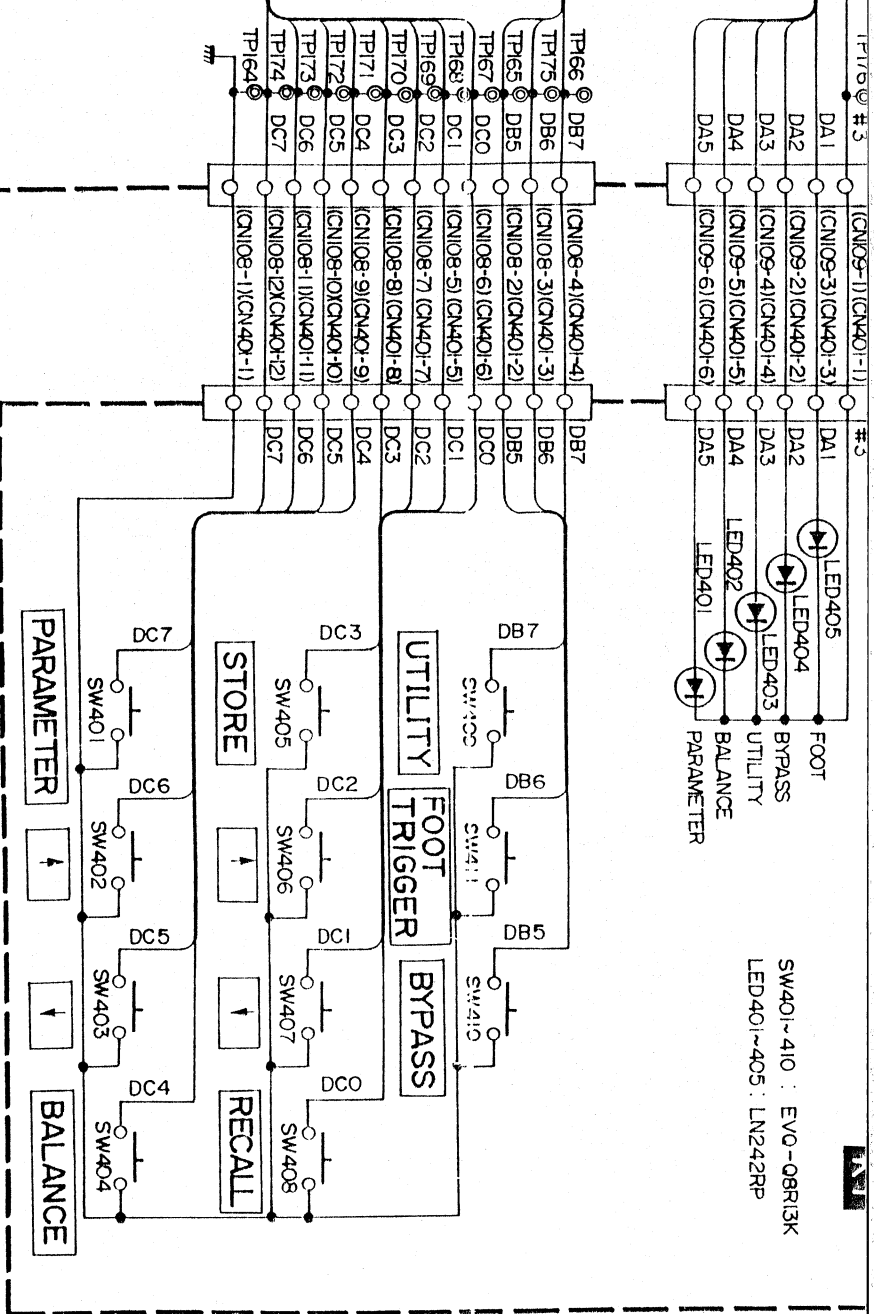 TP164
TP174
TP173
TP172
TP171
TP170
TP169
TP168
TP167
TP165
TP175
TP166
TP176
#3
DC7
DC6
DC5
DC4
DC3
DC2
DC1
DC0
DB5
DB6
DB7
DA5
DA4
DA3
DA2
DA1
(CN108-1)(CN401-1)
(CN108-12)(CN401-12)
(CN108-11)(CN401-11)
(CN108-10)(CN401-10)
(CN108-9)(CN401-9)
(CN108-8)(CN401-8)
(CN108-7)(CN401-7)
(CN108-5)(CN401-5)
(CN108-6)(CN401-6)
(CN108-2)(CN401-2)
(CN108-3)(CN401-3)
(CN108-4)(CN401-4)
(CN109-6)(CN401-6)
(CN109-5)(CN401-5)
(CN109-4)(CN401-4)
(CN109-2)(CN401-2)
(CN109-3)(CN401-3)
(CN109-1)(CN401-1)
DC7
DC6
DC5
DC4
DC3
DC2
DC1
DC0
DB5
DB6
DB7
DA5
DA4
DA3
DA2
DA1
#3
LED401
LED402
LED403
LED404
LED405
PARAMETER
BALANCE
UTILITY
BYPASS
FOOT
DB7
UTILITY
DB6
SW411
FOOT
TRIGGER
DB5
SW410
BYPASS
DC3
SW405
STORE
DC2
SW406
DC1
SW407
DC0
SW408
RECALL
DC7
SW401
PARAMETER
DC6
SW402
DC5
SW403
DC4
SW404
BALANCE
SW401~410 : EVQ-QBR13K
LED401~405 : LN242RP